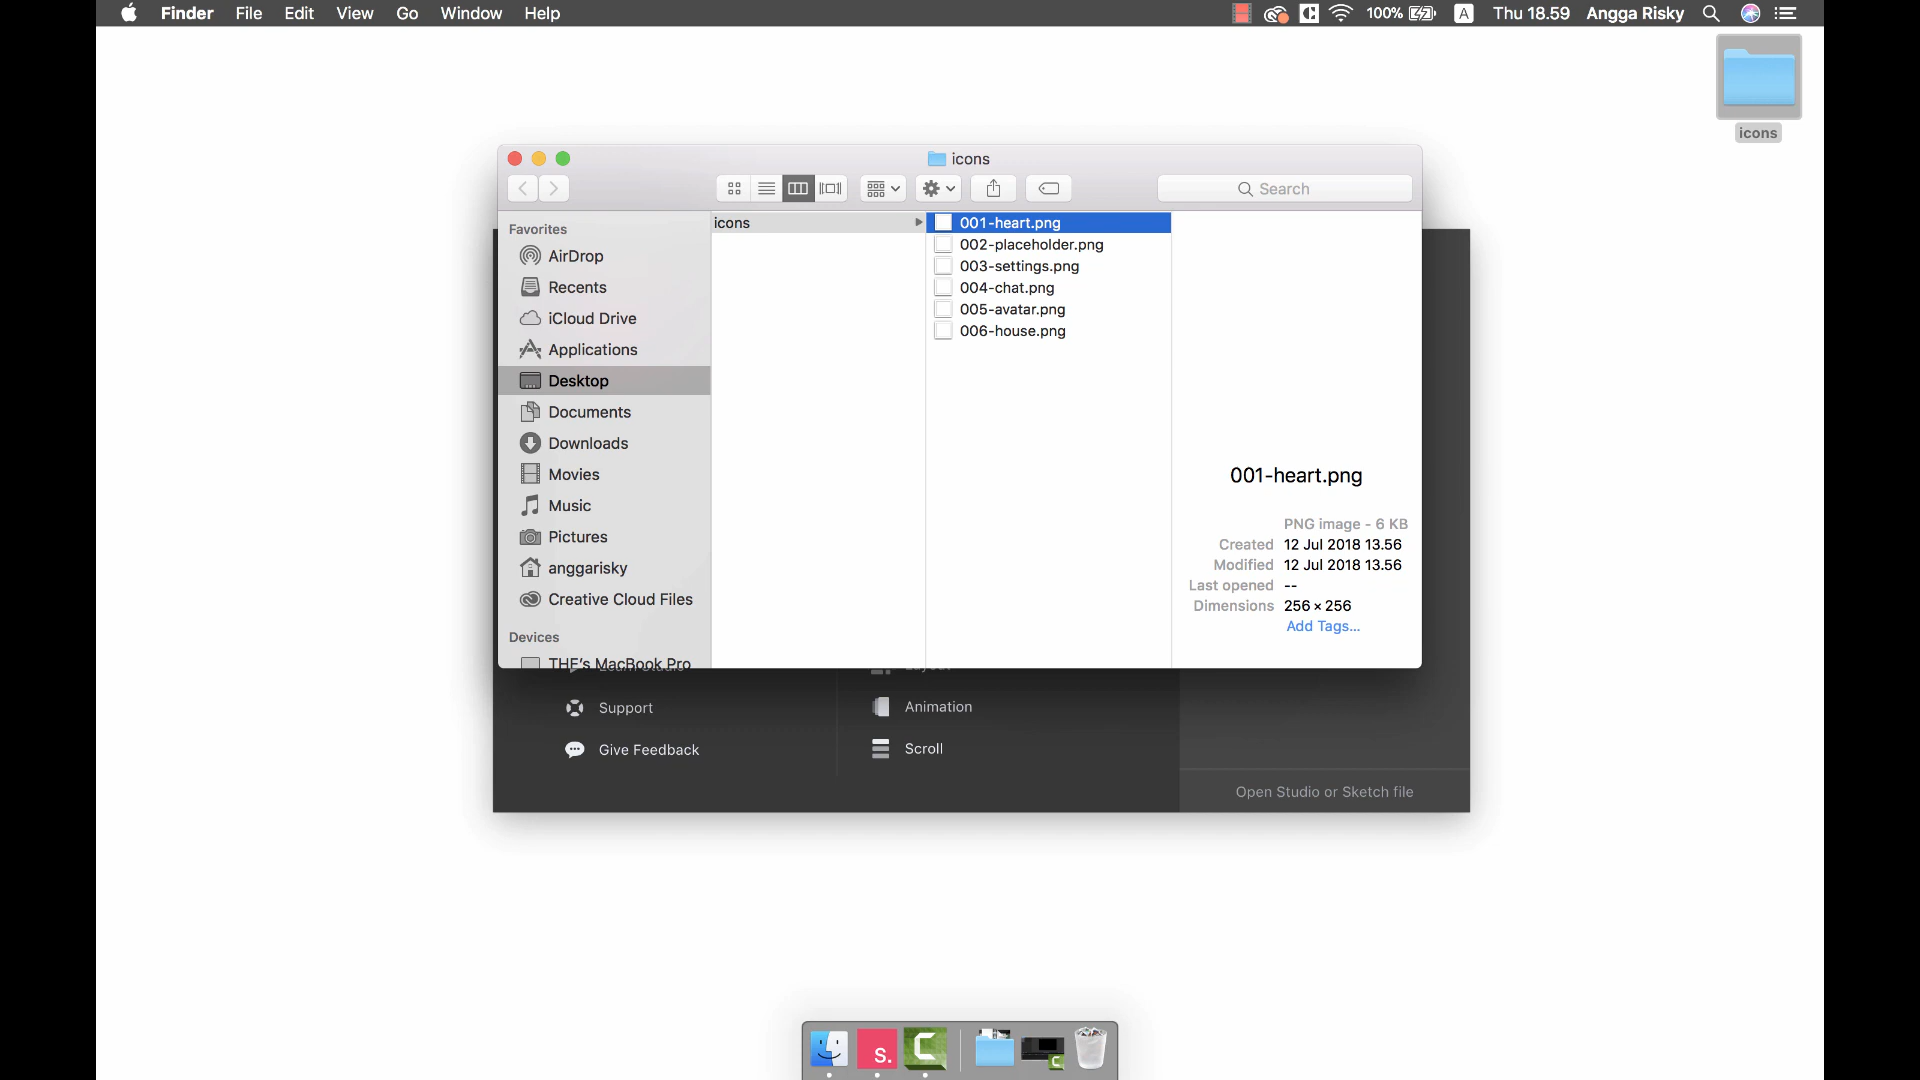 Finder File Edit View Go Window Help 100% A Thu 18.59 Angga Risky
icons
icons
Search
Favorites
AirDrop
Recents
iCloud Drive
Applications
Desktop
Documents
Downloads
Movies
Music
Pictures
anggarisky
Creative Cloud Files
Devices
THE's MacBook Pro
icons
001-heart.png
002-placeholder.png
003-settings.png
004-chat.png
005-avatar.png
006-house.png
001-heart.png
PNG image - 6 KB
Created 12 Jul 2018 13.56
Modified 12 Jul 2018 13.56
Last opened --
Dimensions 256 × 256
Add Tags...
Support
Give Feedback
Animation
Scroll
Open Studio or Sketch file
s.